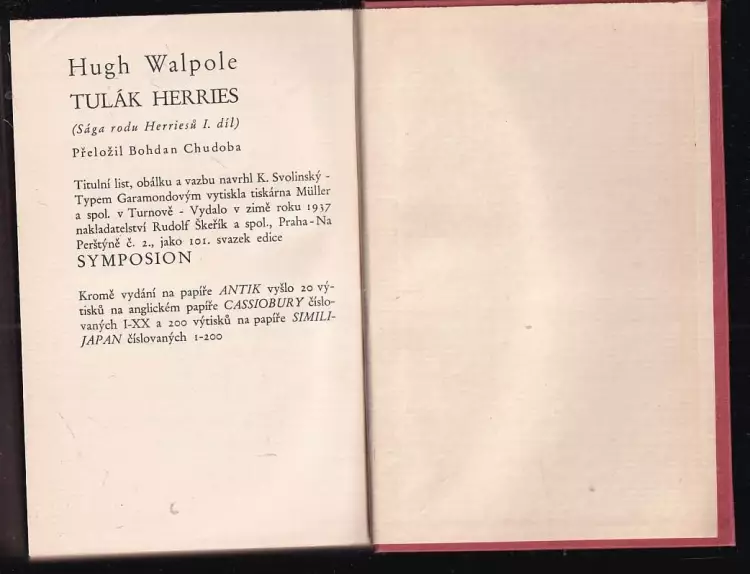 Hugh Walpole
TULÁK HERRIES
(Sága rodu Herriesů I. díl)
Přeložil Bohdan Chudoba
Titulní list, obálku a vazbu navrhl K. Svolinský -
Typem Garamondovým vytiskla tiskárna Müller
a spol. v Turnově - Vydalo v zimě roku 1937
nakladatelství Rudolf Škeřík a spol., Praha-Na
Perštýně č. 2., jako 101. svazek edice
SYMPOSION
Kromě vydání na papíře ANTIK vyšlo 20 vý-
tisků na anglickém papíře CASSIOBURY číslo-
vaných I-XX a 200 výtisků na papíře SIMILI-
JAPAN číslovaných 1-200